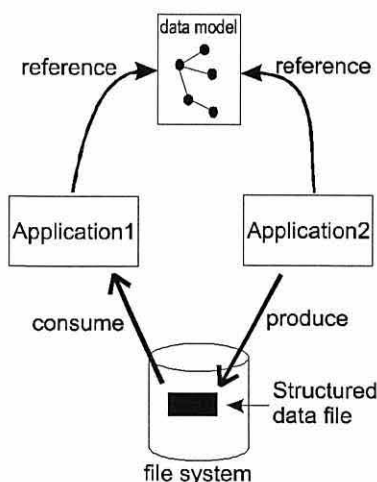 data model
reference
reference
Application1
Application2
consume
produce
Structured
data file
file system